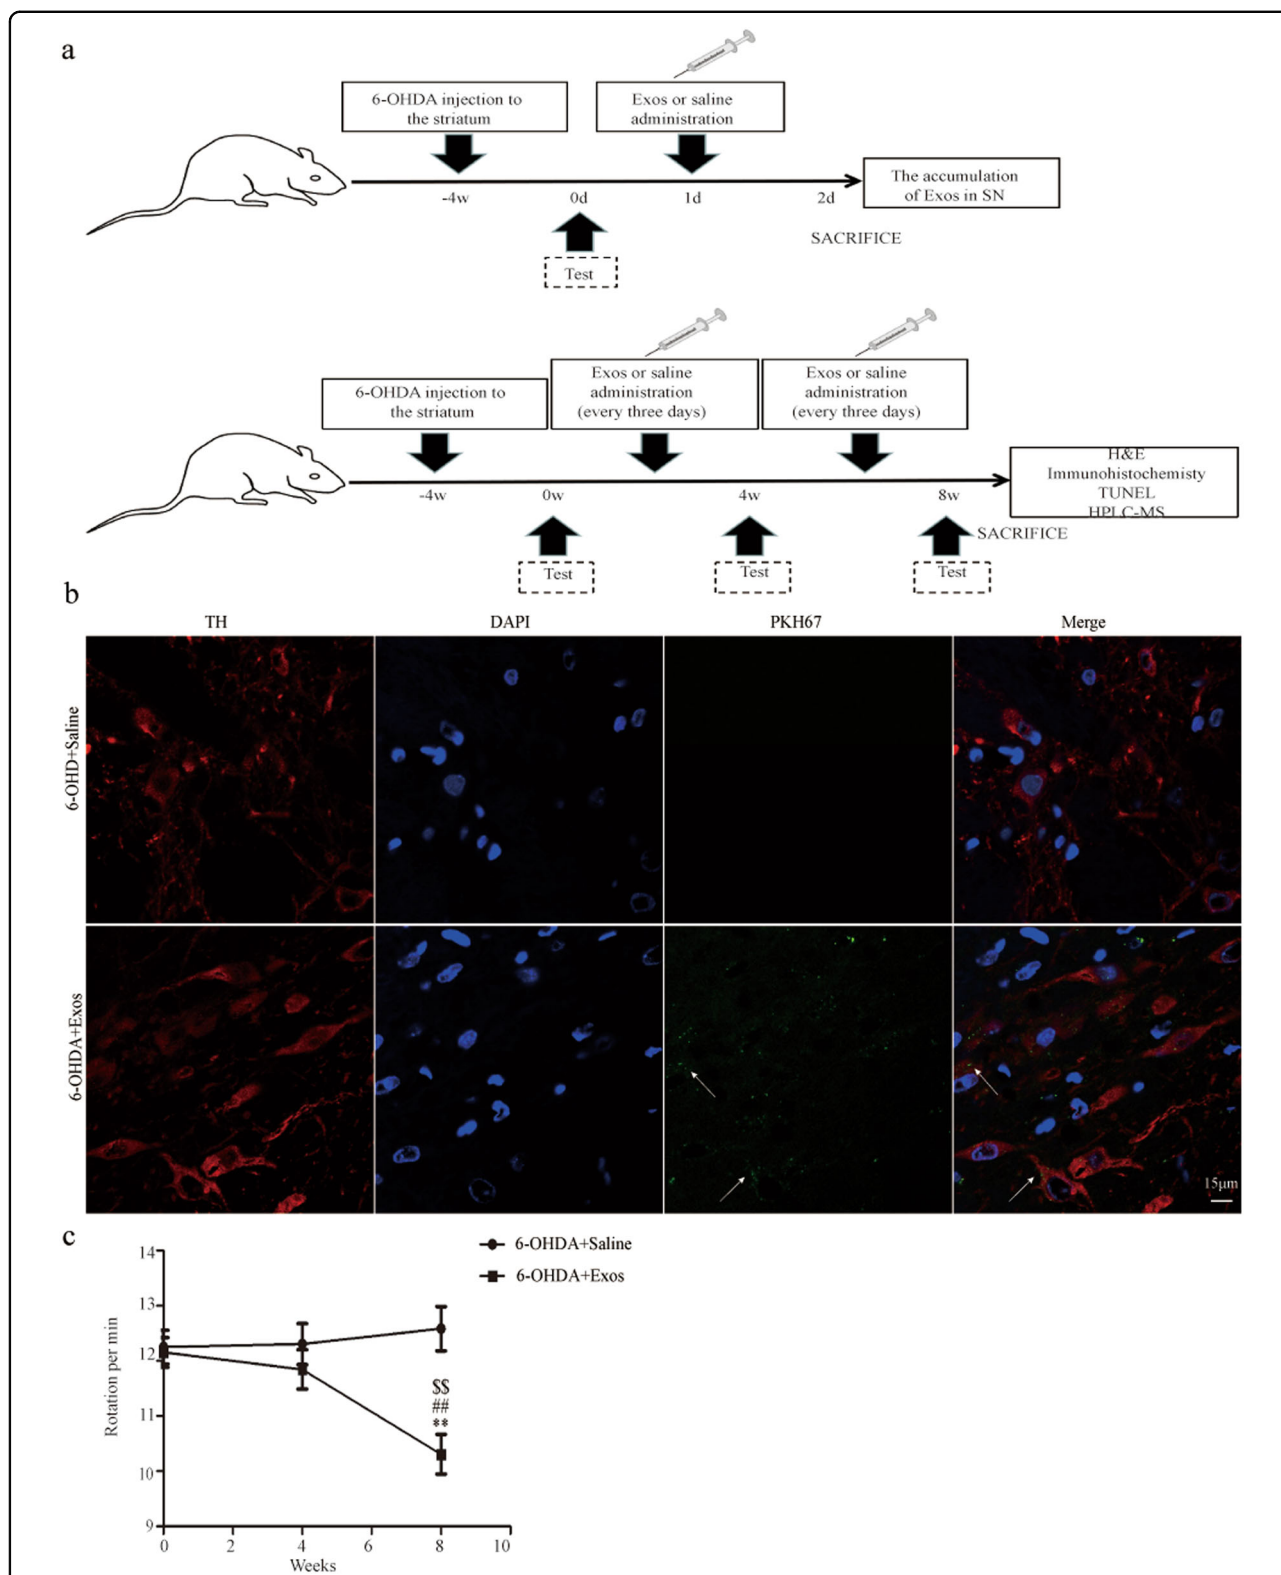 a
6-OHDA injection to
the striatum
Exos or saline
administration
-4w
0d
1d
2d
The accumulation
of Exos in SN
SACRIFICE
Test
6-OHDA injection to
the striatum
Exos or saline
administration
(every three days)
Exos or saline
administration
(every three days)
-4w
0w
4w
8w
H&E
Immunohistochemisty
TUNEL
HPLC-MS
SACRIFICE
Test
Test
Test
b
TH
DAPI
PKH67
Merge
6-OHD+Saline
6-OHDA+Exos
15μm
c
6-OHDA+Saline
6-OHDA+Exos
14
13
12
11
10
9
Rotation per min
$$
##
**
0
2
4
6
8
10
Weeks